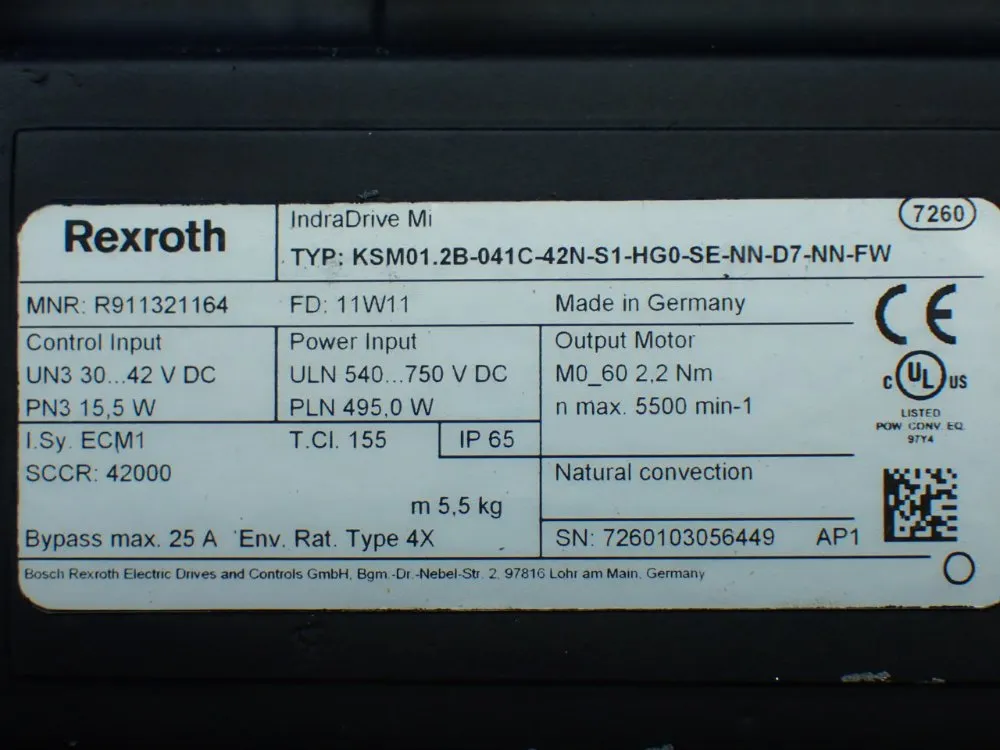 7260
Rexroth
IndraDrive Mi
TYP: KSM01.2B-041C-42N-S1-HG0-SE-NN-D7-NN-FW
MNR: R911321164 FD: 11W11 Made in Germany
Control Input
UN3 30...42 V DC
PN3 15,5 W
Power Input
ULN 540...750 V DC
PLN 495,0 W
Output Motor
M0_60 2,2 Nm
n max. 5500 min-1
CE
c UL US
LISTED
POW. CONV. EQ.
97Y4
I.Sy. ECM1 T.Cl. 155 IP 65
SCCR: 42000
m 5,5 kg
Bypass max. 25 A Env. Rat. Type 4X
Natural convection
SN: 7260103056449 AP1
Bosch Rexroth Electric Drives and Controls GmbH, Bgm.-Dr.-Nebel-Str. 2, 97816 Lohr am Main, Germany